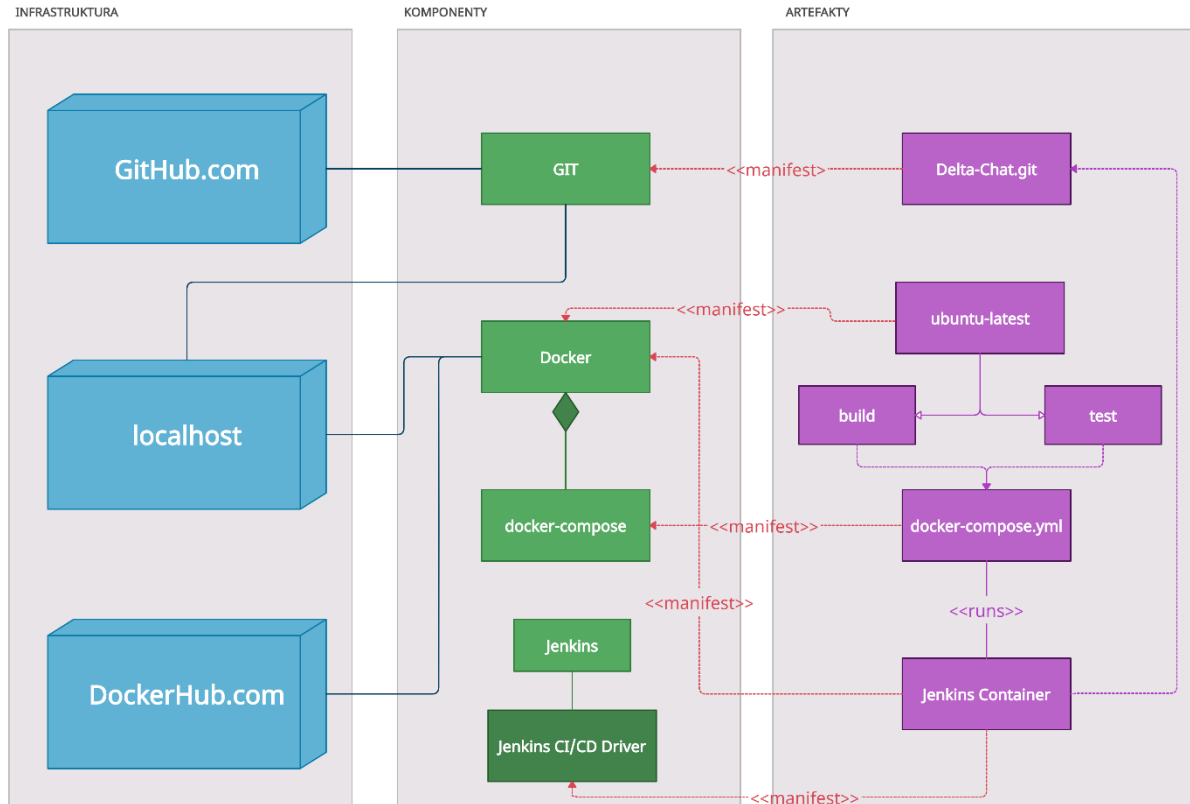 INFRASTRUKTURA
KOMPONENTY
ARTEFAKTY
GitHub.com
GIT
<<manifest>
Delta-Chat.git
<<manifest>>
ubuntu-latest
Docker
build
test
localhost
docker-compose
<<manifest>>
docker-compose.yml
<<manifest>>
<<runs>>
Jenkins
DockerHub.com
Jenkins Container
Jenkins CI/CD Driver
<<manifest>>